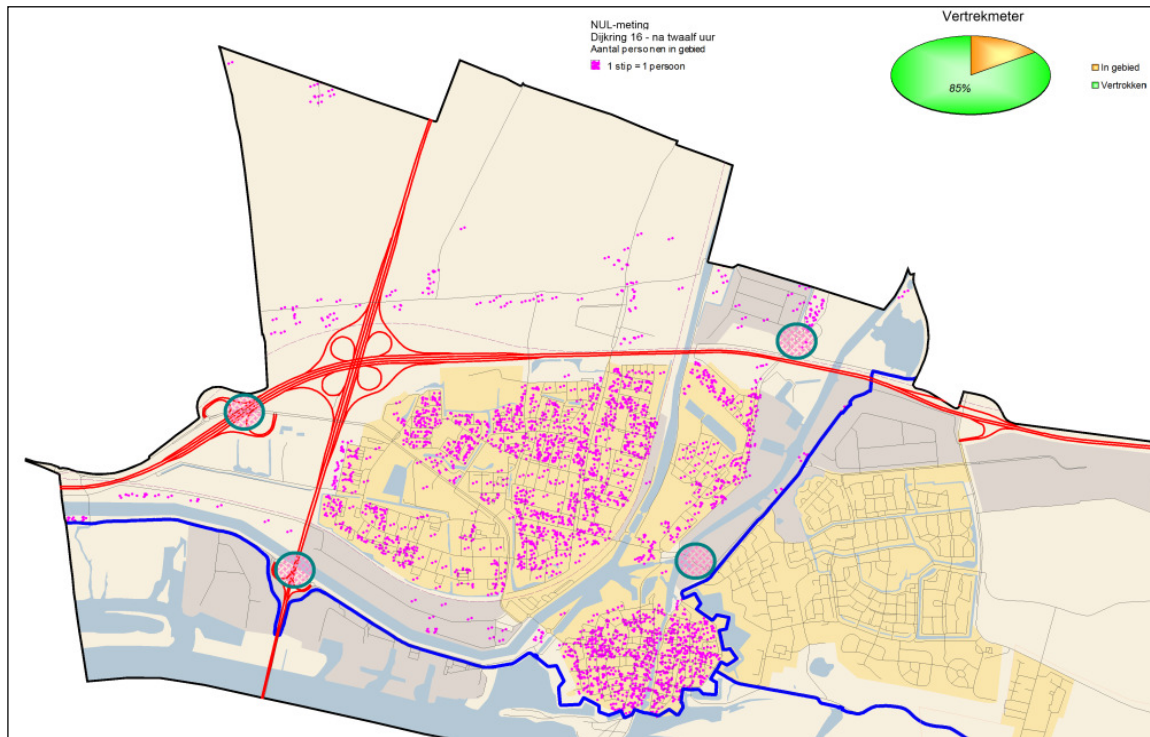 NUL-meting
Dijkring 16 - na twaalf uur
Aantal personen in gebied
1 stip = 1 persoon
Vertrekmeter
85%
In gebied
Vertrokken